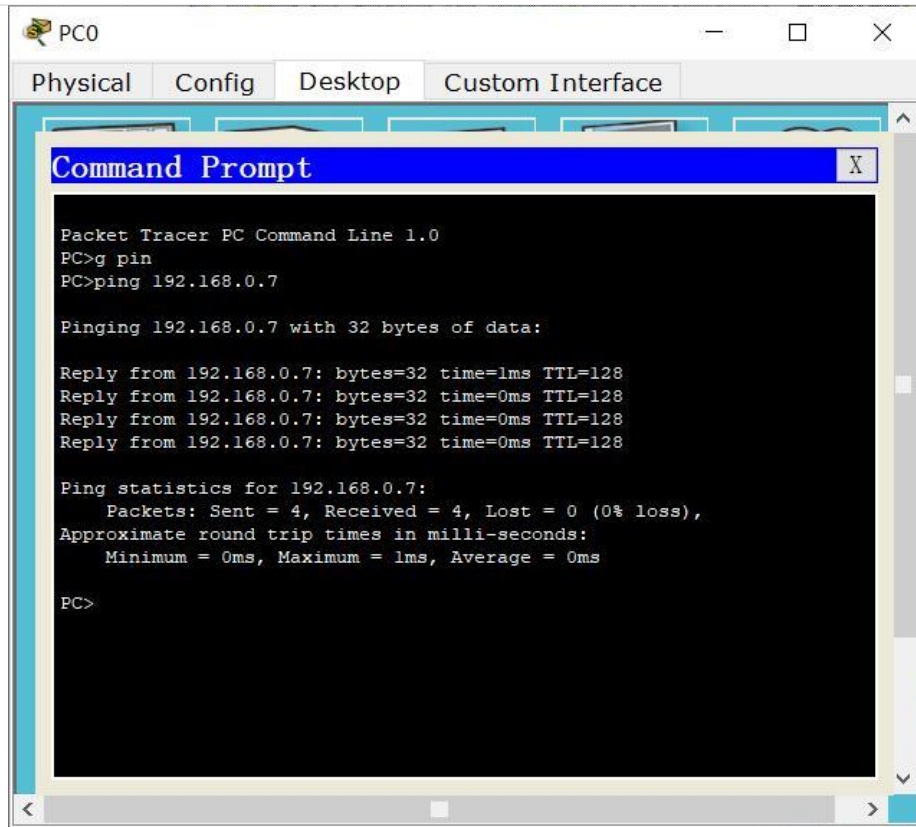 PC0
Physical Config Desktop Custom Interface
Command Prompt X
Packet Tracer PC Command Line 1.0
PC>g pin
PC>ping 192.168.0.7
Pinging 192.168.0.7 with 32 bytes of data:
Reply from 192.168.0.7: bytes=32 time=1ms TTL=128
Reply from 192.168.0.7: bytes=32 time=0ms TTL=128
Reply from 192.168.0.7: bytes=32 time=0ms TTL=128
Reply from 192.168.0.7: bytes=32 time=0ms TTL=128
Ping statistics for 192.168.0.7:
Packets: Sent = 4, Received = 4, Lost = 0 (0% loss),
Approximate round trip times in milli-seconds:
Minimum = 0ms, Maximum = 1ms, Average = 0ms
PC>